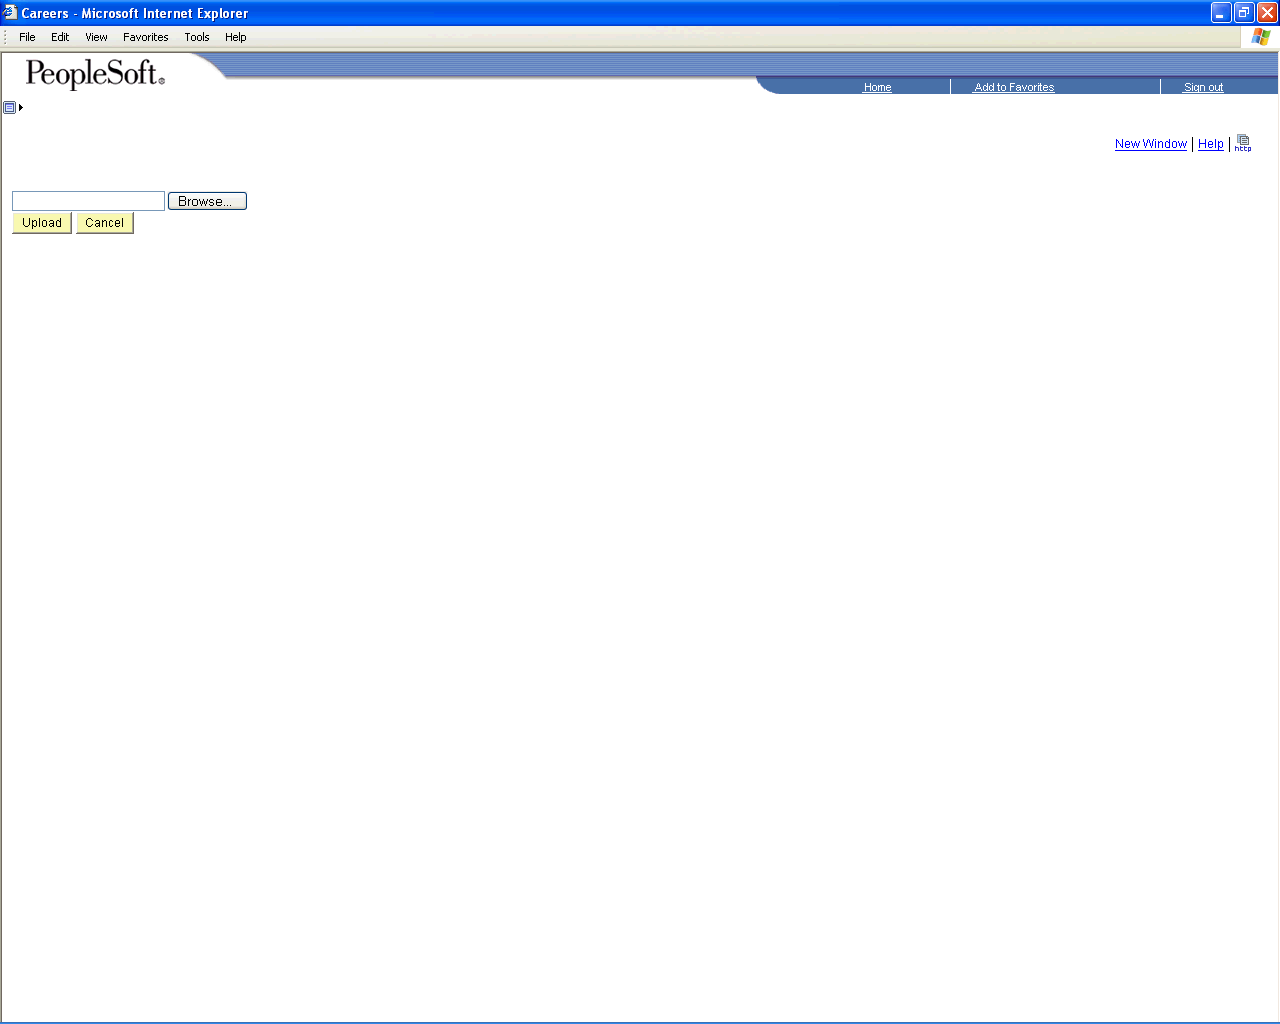 Careers - Microsoft Internet Explorer
File Edit View Favorites Tools Help
PeopleSoft®
Home Add to Favorites Sign out
New Window | Help | http
Browse...
Upload Cancel